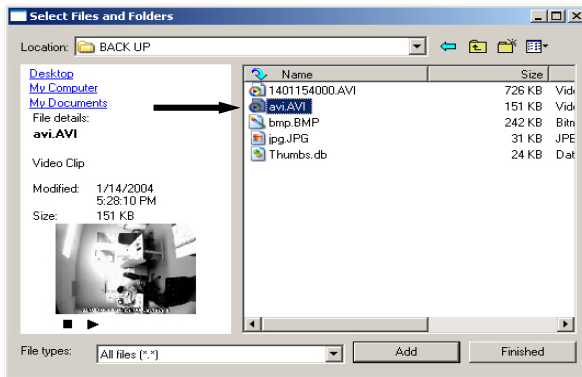 Select Files and Folders
Location: BACK UP
Desktop
My Computer
My Documents
File details:
avi.AVI
Video Clip
Modified: 1/14/2004
5:28:10 PM
Size: 151 KB
Name Size
1401154000.AVI 726 KB Vid
avi.AVI 151 KB Vid
bmp.BMP 242 KB Bitn
jpg.JPG 31 KB JPE
Thumbs.db 24 KB Dat
File types: All files (*.*) Add Finished